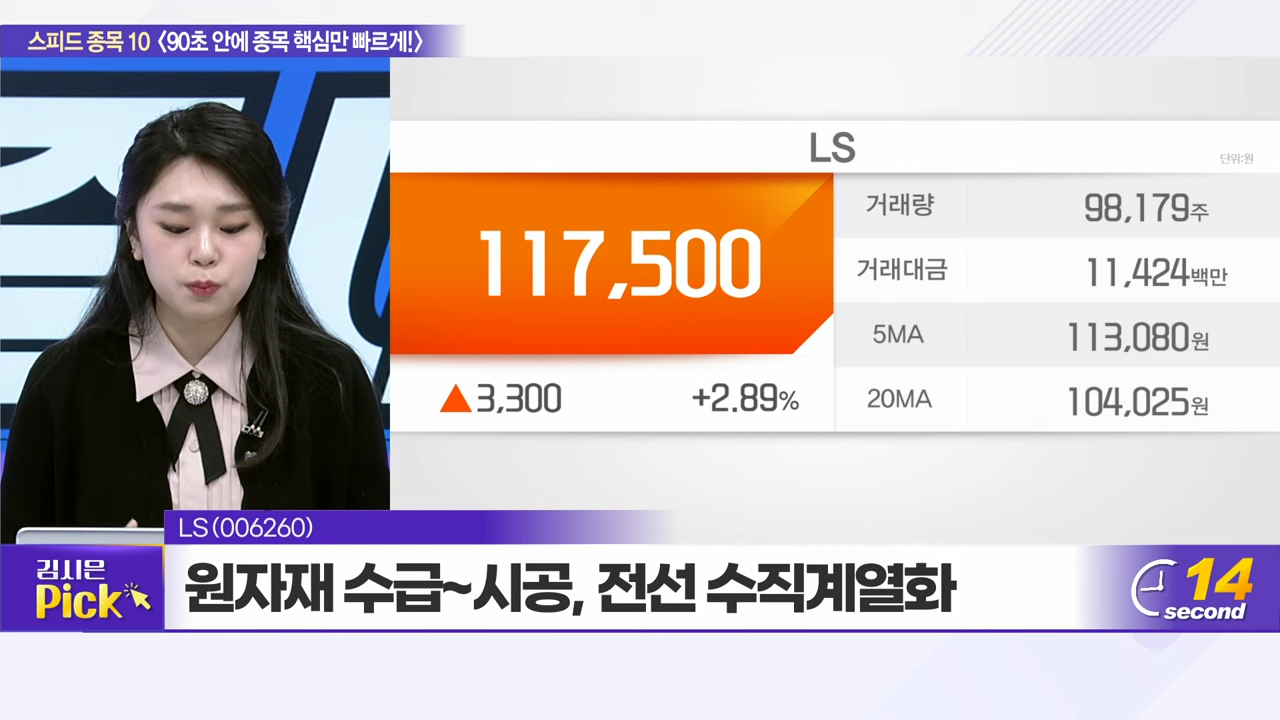 스피드 종목 10 〈90초 안에 종목 핵심만 빠르게!〉
LS
단위:원
117,500
▲3,300 +2.89%
거래량 98,179주
거래대금 11,424백만
5MA 113,080원
20MA 104,025원
LS(006260)
김시은
Pick
원자재 수급~시공, 전선 수직계열화
14
second